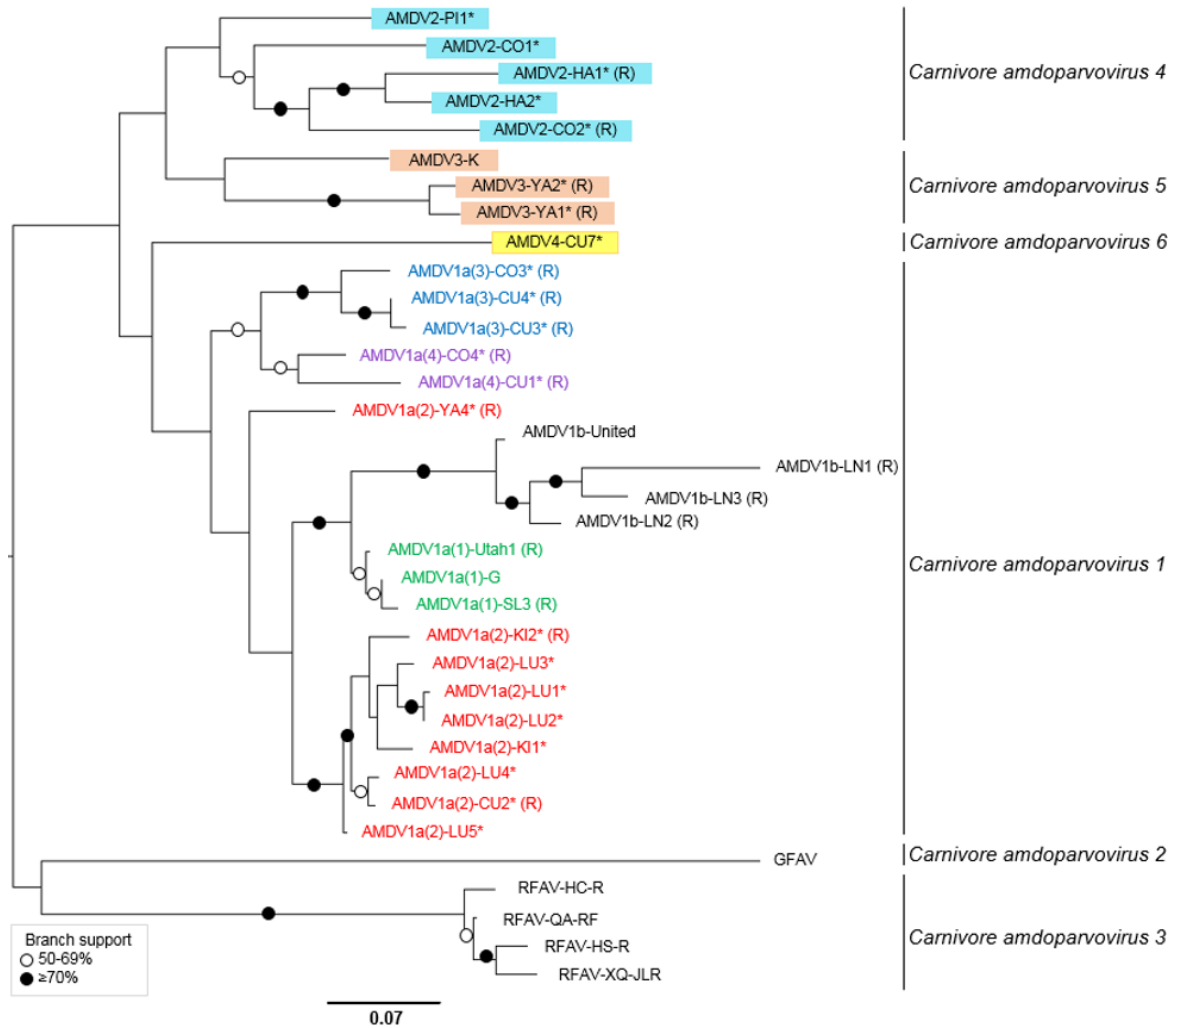 AMDV2-PI1*
AMDV2-CO1*
AMDV2-HA1* (R)
AMDV2-HA2*
AMDV2-CO2* (R)
Carnivore amdoparvovirus 4
AMDV3-K
AMDV3-YA2* (R)
AMDV3-YA1* (R)
Carnivore amdoparvovirus 5
AMDV4-CU7*
Carnivore amdoparvovirus 6
AMDV1a(3)-CO3* (R)
AMDV1a(3)-CU4* (R)
AMDV1a(3)-CU3* (R)
AMDV1a(4)-CO4* (R)
AMDV1a(4)-CU1* (R)
AMDV1a(2)-YA4* (R)
AMDV1b-United
AMDV1b-LN1 (R)
AMDV1b-LN3 (R)
AMDV1b-LN2 (R)
AMDV1a(1)-Utah1 (R)
AMDV1a(1)-G
AMDV1a(1)-SL3 (R)
AMDV1a(2)-KI2* (R)
AMDV1a(2)-LU3*
AMDV1a(2)-LU1*
AMDV1a(2)-LU2*
AMDV1a(2)-KI1*
AMDV1a(2)-LU4*
AMDV1a(2)-CU2* (R)
AMDV1a(2)-LU5*
Carnivore amdoparvovirus 1
GFAV
Carnivore amdoparvovirus 2
RFAV-HC-R
RFAV-QA-RF
RFAV-HS-R
RFAV-XQ-JLR
Carnivore amdoparvovirus 3
Branch support
50-69%
≥70%
0.07